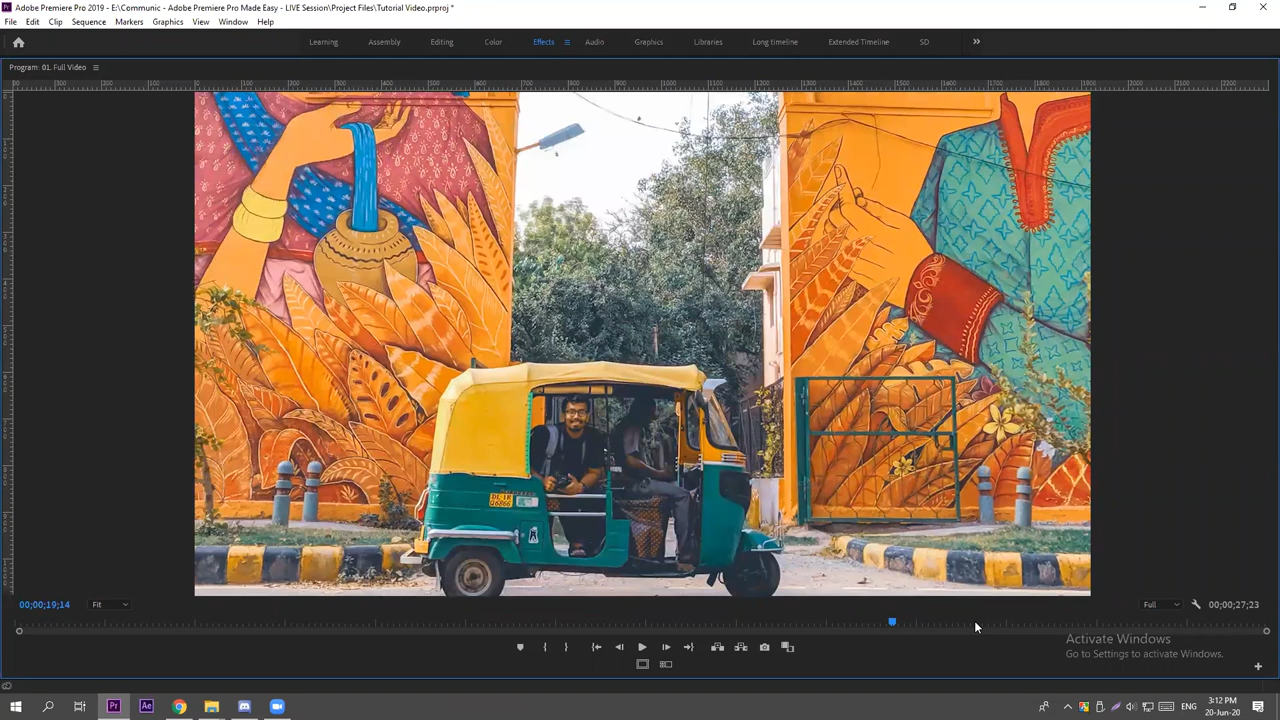 Adobe Premiere Pro 2019 - E:\Communic - Adobe Premiere Pro Made Easy - LIVE Session\Project Files\Tutorial Video.prproj *
File Edit Clip Sequence Markers Graphics View Window Help
Learning Assembly Editing Color Effects Audio Graphics Libraries Long timeline Extended Timeline SD
Program: 01. Full Video
00;00;19;14 Fit Full 00;00;27;23
Activate Windows
Go to Settings to activate Windows.
Pr Ae ENG 3:12 PM
20-Jun-20